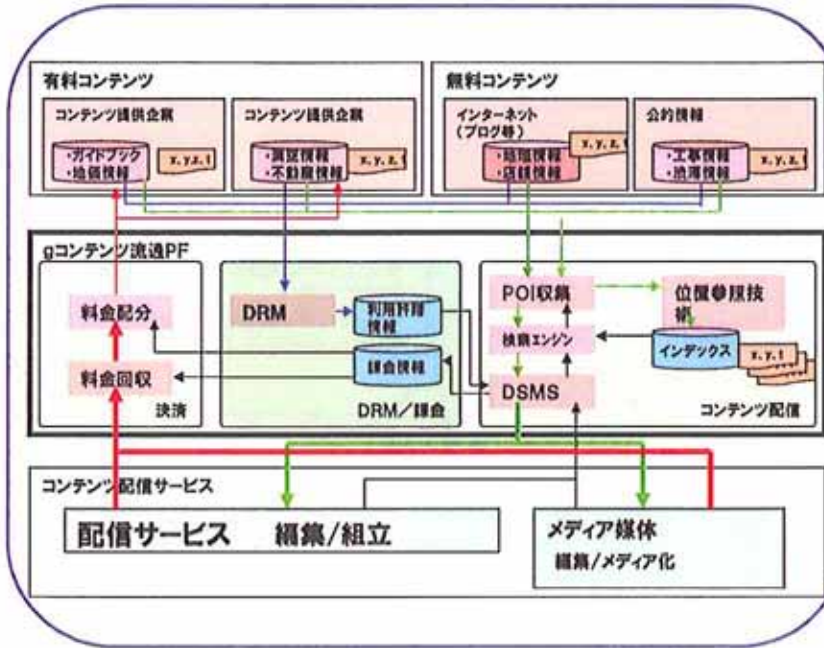 有料コンテンツ
コンテンツ提供企業
・ガイドブック
・地価情報
x, y,z, t
コンテンツ提供企業
・測区情報
・不動産情報
x, y, z, t
無料コンテンツ
インターネット
(ブログ等)
・地理情報
・店舗情報
x, y, z, t
公的情報
・工事情報
・渋滞情報
x, y, z, t
gコンテンツ流通PF
料金配分
料金回収
決済
DRM
利用許諾
情報
課金情報
DRM/課金
POI収集
検索エンジン
DSMS
位置参照技
術
インデックス
x, y, t
コンテンツ配信
コンテンツ配信サービス
配信サービス 編集/組立
メディア媒体
編集/メディア化